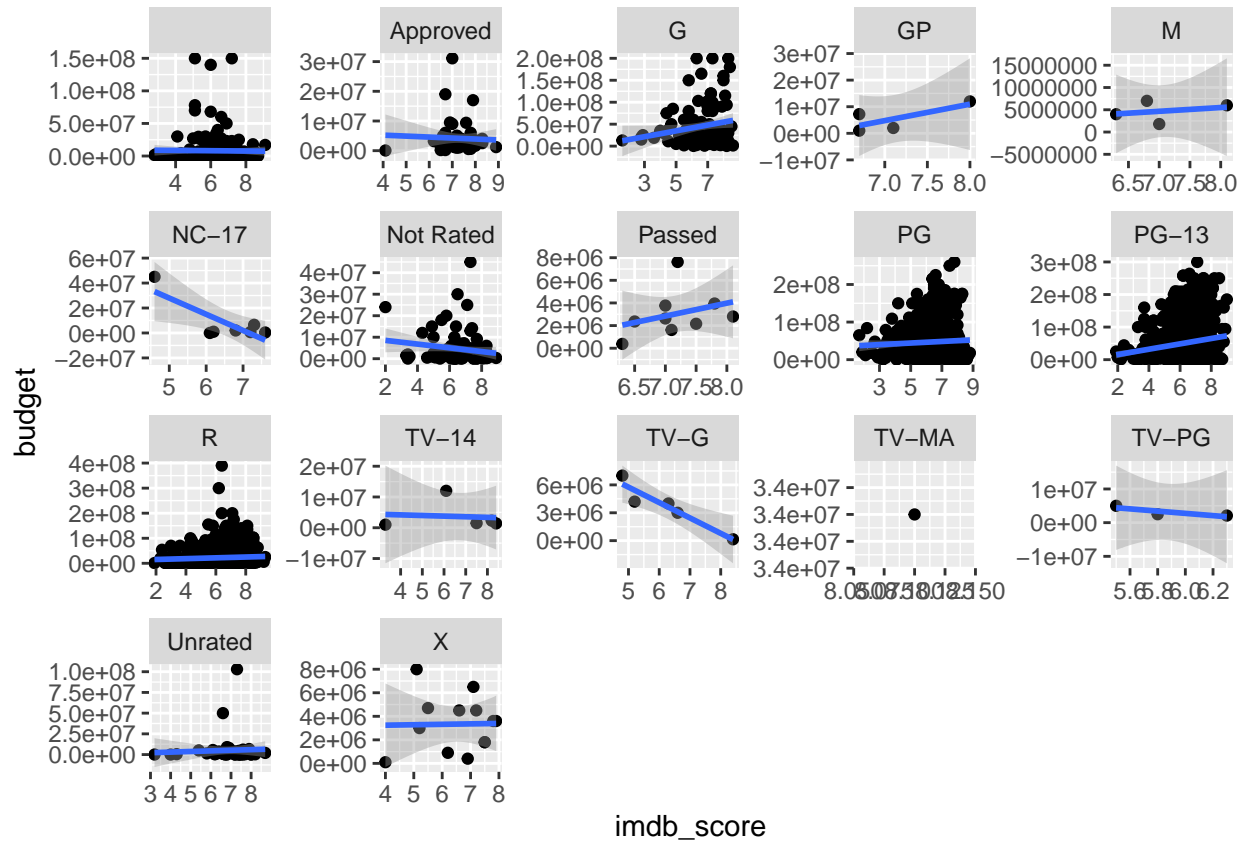 Approved G GP M
1.5e+08 1.0e+08 5.0e+07 0.0e+00
3e+07 2e+07 1e+07 0e+00
2.0e+08 1.5e+08 1.0e+08 5.0e+07 0.0e+00
3e+07 2e+07 1e+07 0e+00 −1e+07
15000000 10000000 5000000 0 −5000000
4 6 8
4 5 6 7 8 9
3 5 7
7.0 7.5 8.0
6.5 7.0 7.5 8.0
NC−17 Not Rated Passed PG PG−13
6e+07 4e+07 2e+07 0e+00 −2e+07
4e+07 3e+07 2e+07 1e+07 0e+00
8e+06 6e+06 4e+06 2e+06 0e+00
2e+08 1e+08 0e+00
3e+08 2e+08 1e+08 0e+00
5 6 7
2 4 6 8
6.5 7.0 7.5 8.0
3 5 7 9
2 4 6 8
budget
R TV−14 TV−G TV−MA TV−PG
4e+08 3e+08 2e+08 1e+08 0e+00
2e+07 1e+07 0e+00 −1e+07
6e+06 3e+06 0e+00
3.4e+07 3.4e+07 3.4e+07 3.4e+07
1e+07 0e+00 −1e+07
2 4 6 8
4 5 6 7 8
5 6 7 8
5.6 5.8 6.0 6.2
Unrated X
1.0e+08 7.5e+07 5.0e+07 2.5e+07 0.0e+00
8e+06 6e+06 4e+06 2e+06 0e+00
3 4 5 6 7 8
4 5 6 7 8
imdb_score